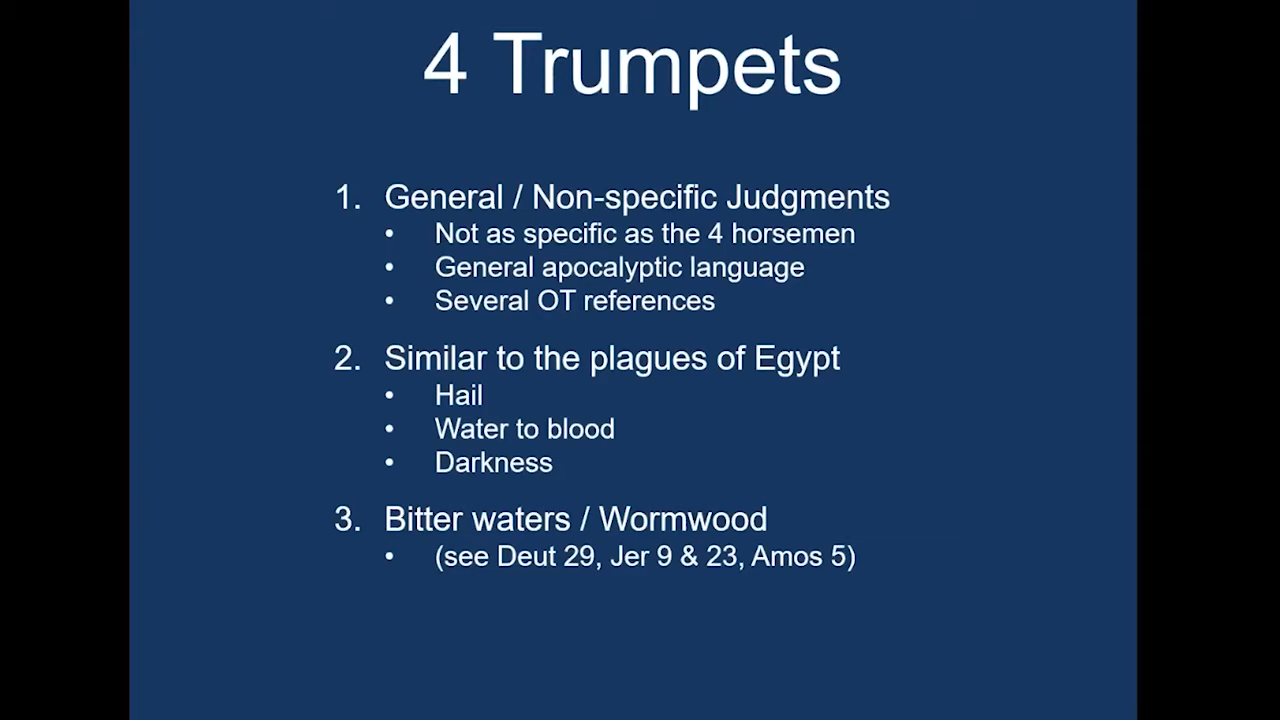 4 Trumpets
1. General / Non-specific Judgments
• Not as specific as the 4 horsemen
• General apocalyptic language
• Several OT references
2. Similar to the plagues of Egypt
• Hail
• Water to blood
• Darkness
3. Bitter waters / Wormwood
• (see Deut 29, Jer 9 & 23, Amos 5)